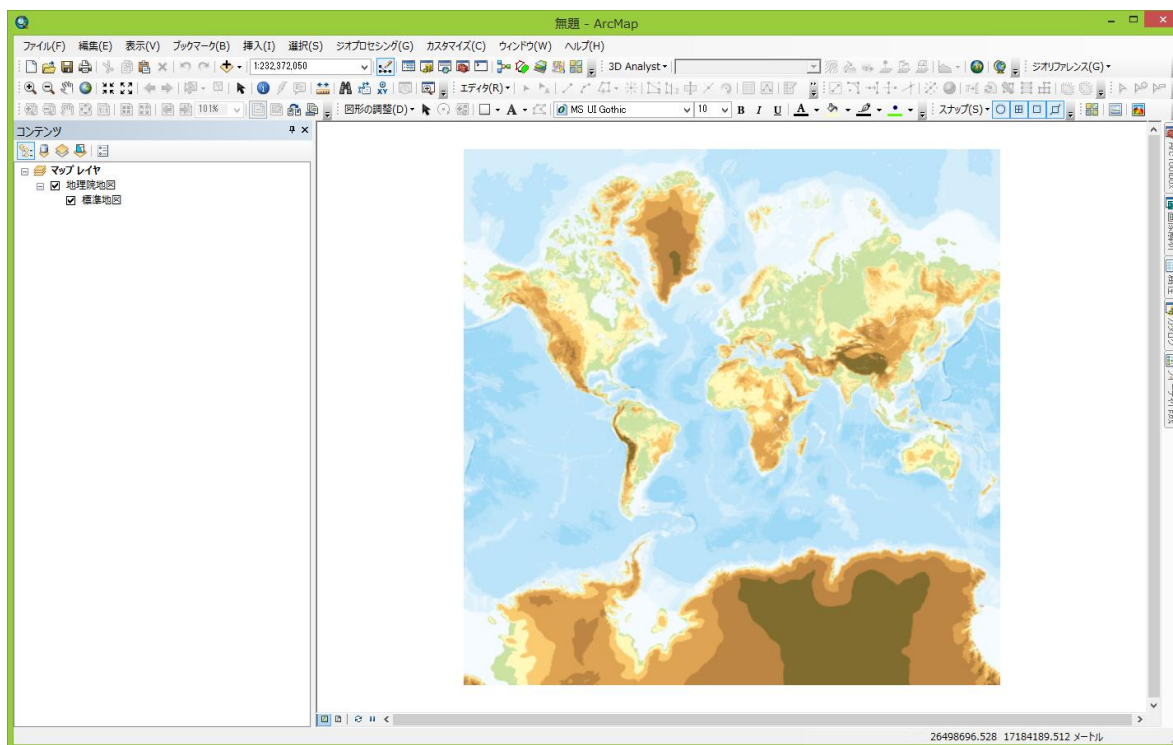 無題 - ArcMap
ファイル(F) 編集(E) 表示(V) ブックマーク(B) 挿入(I) 選択(S) ジオプロセシング(G) カスタマイズ(C) ウィンドウ(W) ヘルプ(H)
1:232,372,050 3D Analyst ジオリファレンス(G)
エディタ(R)
101% 図形の調整(D) A MS UI Gothic 10 B I U A スナップ(S)
コンテンツ
マップ レイヤ
地理院地図
標準地図
ArcToolbox
カタログ
26498696.528 17184189.512 メートル